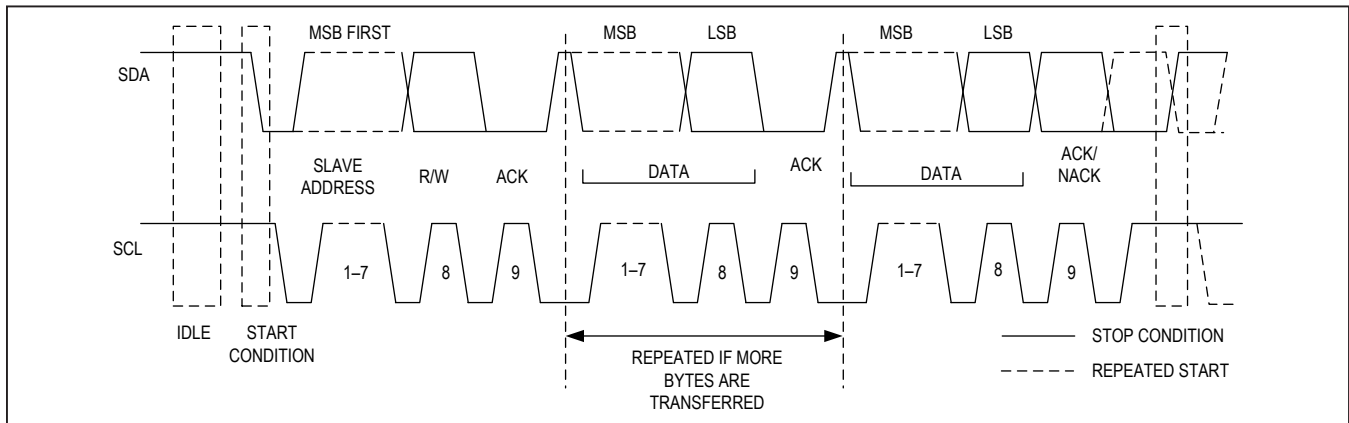 MSB FIRST
MSB
LSB
MSB
LSB
SDA
SLAVE
ADDRESS
R/W
ACK
DATA
ACK
DATA
ACK/
NACK
SCL
1–7
8
9
1–7
8
9
1–7
8
9
IDLE
START
CONDITION
REPEATED IF MORE
BYTES ARE
TRANSFERRED
STOP CONDITION
REPEATED START